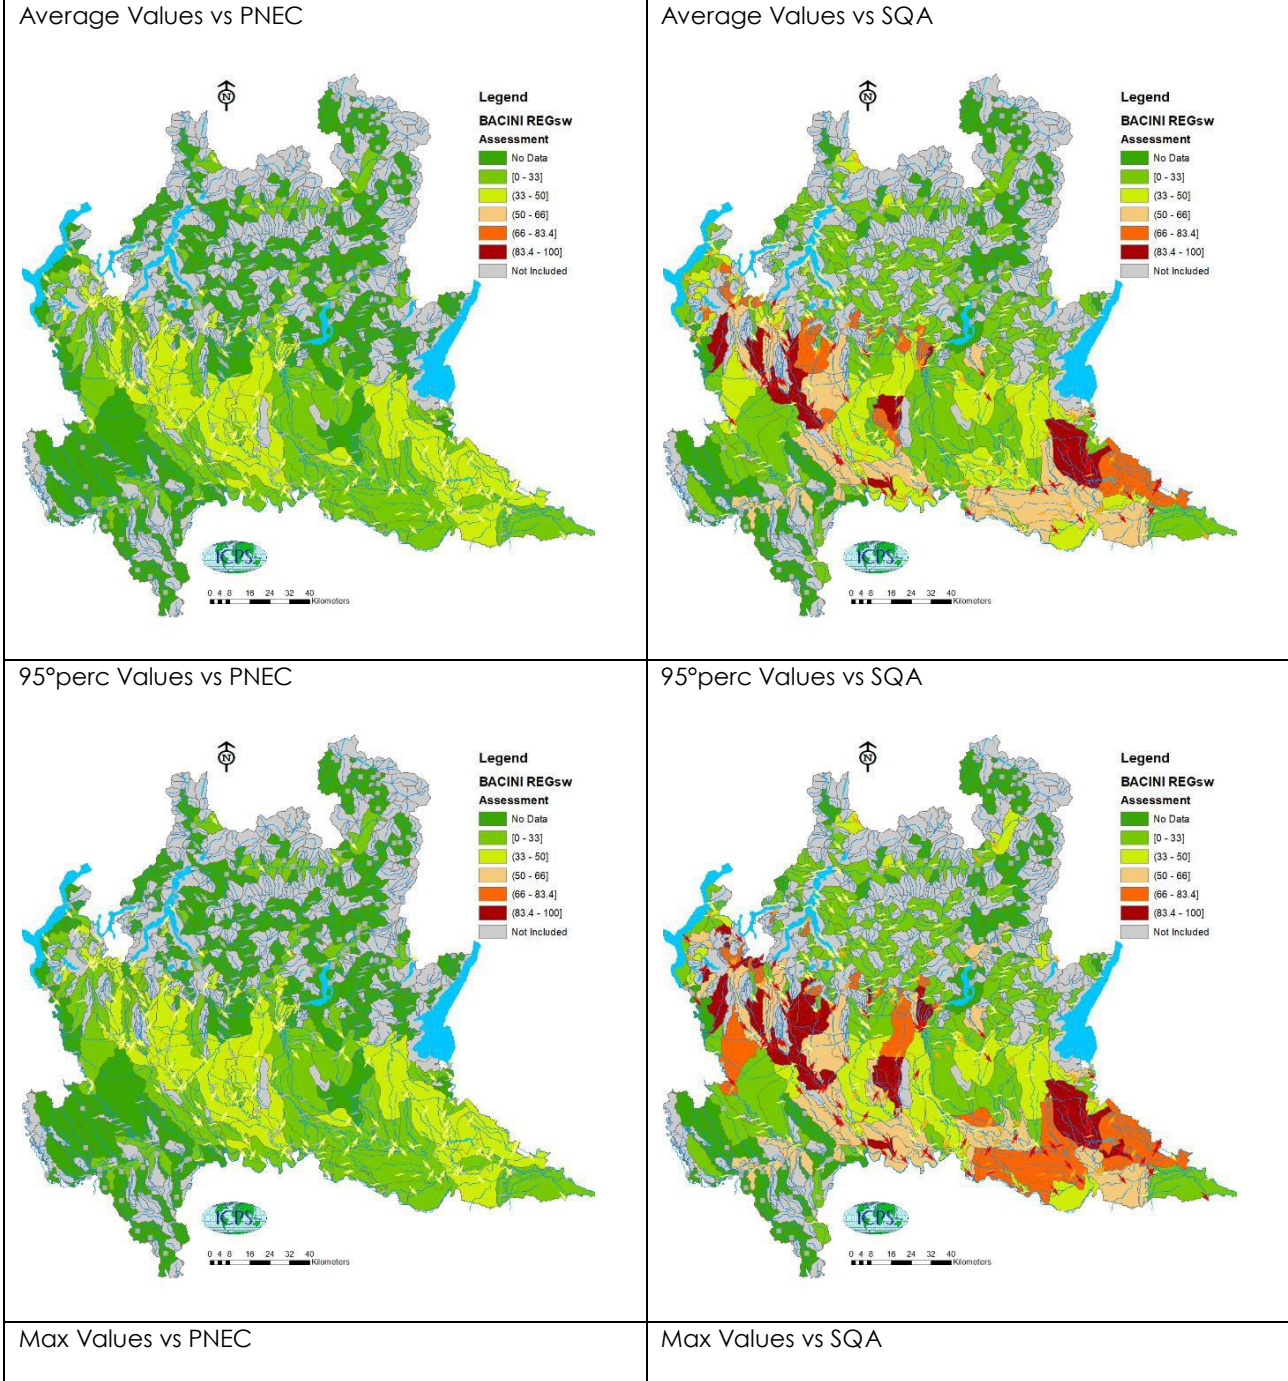 Average Values vs PNEC
N
Legend
BACINI REGsw
Assessment
No Data
[0 - 33]
(33 - 50]
(50 - 66]
(66 - 83.4]
(83.4 - 100]
Not Included
ICPS
0 4 8 16 24 32 40
Kilometers
Average Values vs SQA
N
Legend
BACINI REGsw
Assessment
No Data
[0 - 33]
(33 - 50]
(50 - 66]
(66 - 83.4]
(83.4 - 100]
Not Included
ICPS
0 4 8 16 24 32 40
Kilometers
95°perc Values vs PNEC
N
Legend
BACINI REGsw
Assessment
No Data
[0 - 33]
(33 - 50]
(50 - 66]
(66 - 83.4]
(83.4 - 100]
Not Included
ICPS
0 4 8 16 24 32 40
Kilometers
95°perc Values vs SQA
N
Legend
BACINI REGsw
Assessment
No Data
[0 - 33]
(33 - 50]
(50 - 66]
(66 - 83.4]
(83.4 - 100]
Not Included
ICPS
0 4 8 16 24 32 40
Kilometers
Max Values vs PNEC
Max Values vs SQA